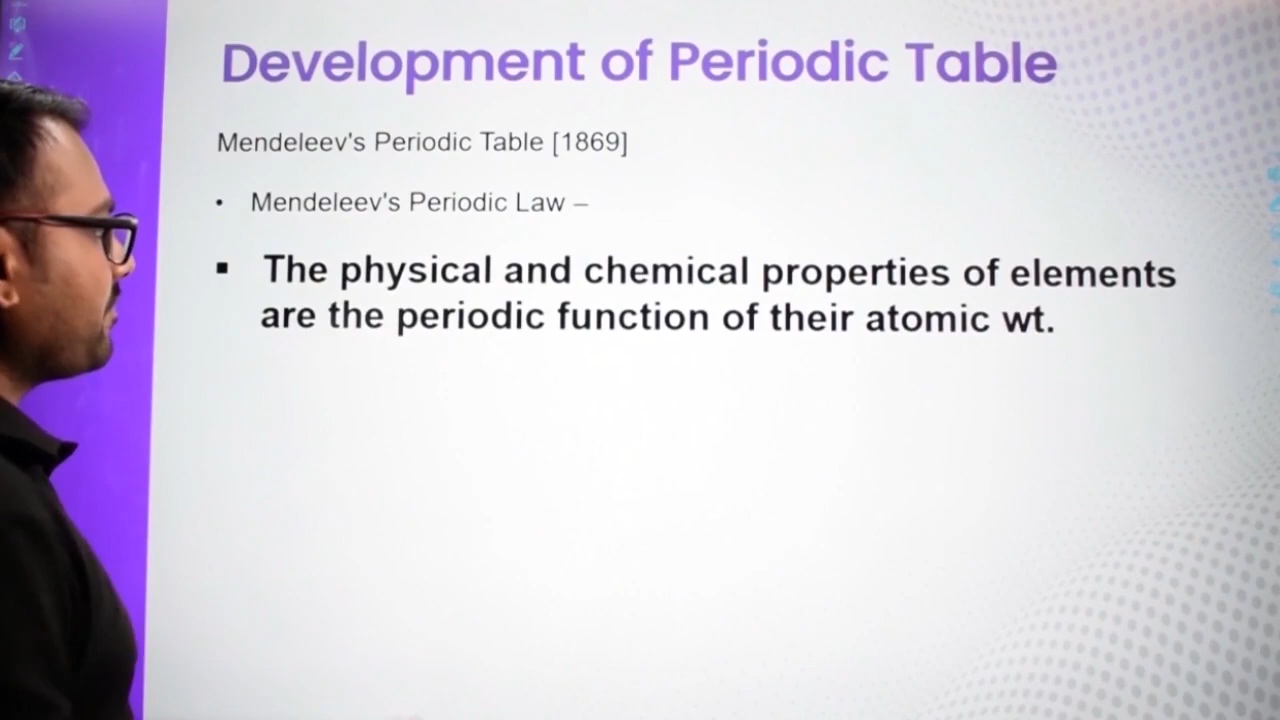 Development of Periodic Table
Mendeleev's Periodic Table [1869]
• Mendeleev's Periodic Law –
▪ The physical and chemical properties of elements
are the periodic function of their atomic wt.